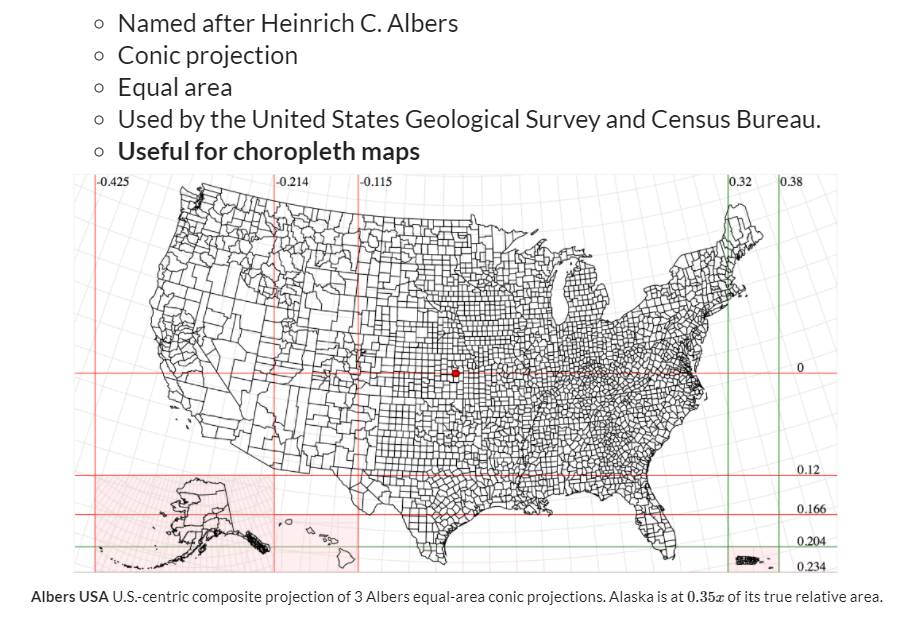 Named after Heinrich C. Albers
Conic projection
Equal area
Used by the United States Geological Survey and Census Bureau.
Useful for choropleth maps
-0.425 -0.214 -0.115 0.32 0.38
0
0.12
0.166
0.204
0.234
Albers USA U.S.-centric composite projection of 3 Albers equal-area conic projections. Alaska is at 0.35x of its true relative area.